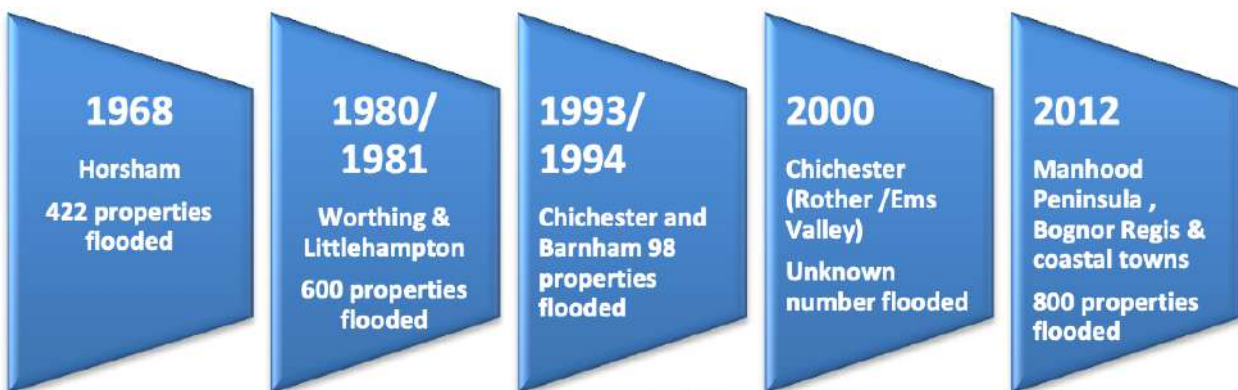 1968
Horsham
422 properties
flooded
1980/
1981
Worthing &
Littlehampton
600 properties
flooded
1993/
1994
Chichester and
Barnham 98
properties
flooded
2000
Chichester
(Rother /Ems
Valley)
Unknown
number flooded
2012
Manhood
Peninsula ,
Bognor Regis &
coastal towns
800 properties
flooded